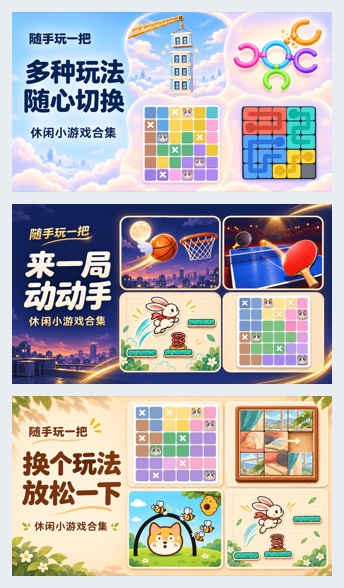 随手玩一把
多种玩法
随心切换
休闲小游戏合集
随手玩一把
来一局
动动手
休闲小游戏合集
随手玩一把
换个玩法
放松一下
休闲小游戏合集